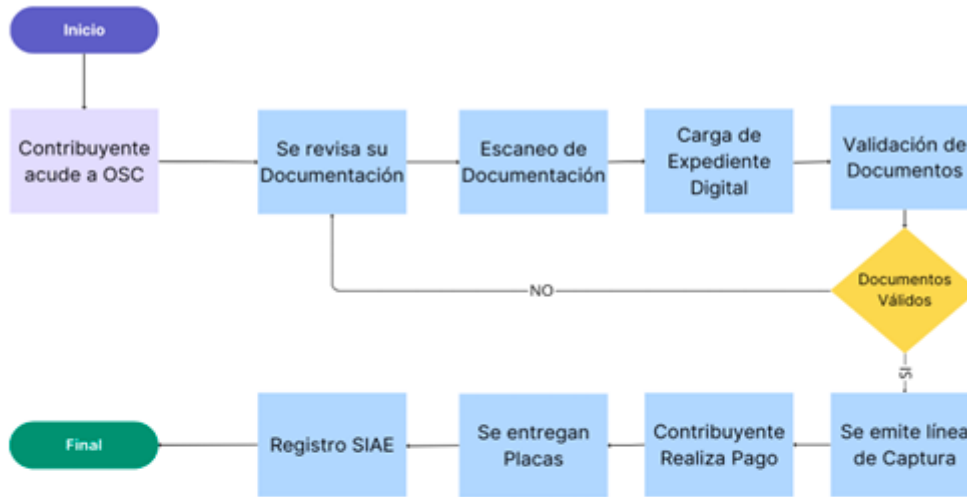 Inicio
Contribuyente
acude a OSC
Se revisa su
Documentación
Escaneo de
Documentación
Carga de
Expediente
Digital
Validación de
Documentos
Documentos
Válidos
NO
SI
Se emite línea
de Captura
Contribuyente
Realiza Pago
Se entregan
Placas
Registro SIAE
Final